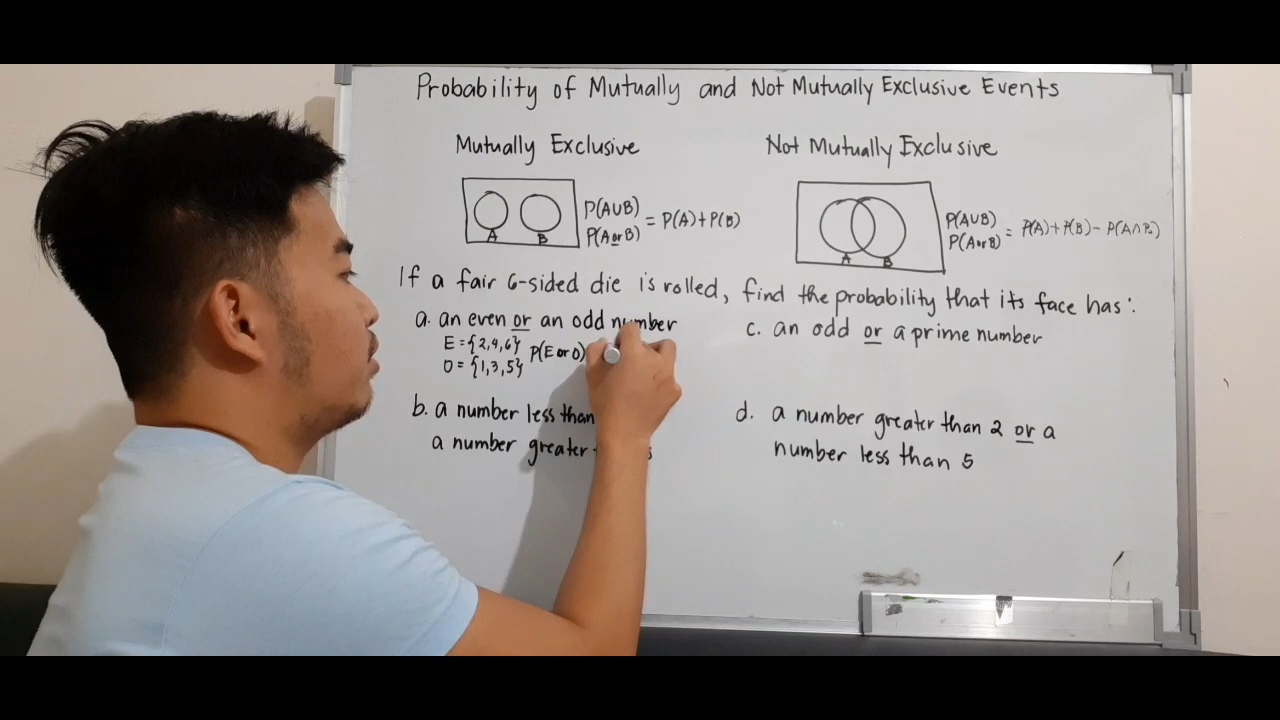 Probability of Mutually and Not Mutually Exclusive Events
Mutually Exclusive
A B
P(A∪B)
P(A or B) = P(A)+P(B)
Not Mutually Exclusive
A B
P(A∪B)
P(A or B) = P(A)+P(B)- P(A∩B)
If a fair 6-sided die is rolled, find the probability that its face has:
a. an even or an odd number
E = {2,4,6}
O = {1,3,5}
P(E or O)
b. a number less than
a number greater
c. an odd or a prime number
d. a number greater than 2 or a
number less than 5